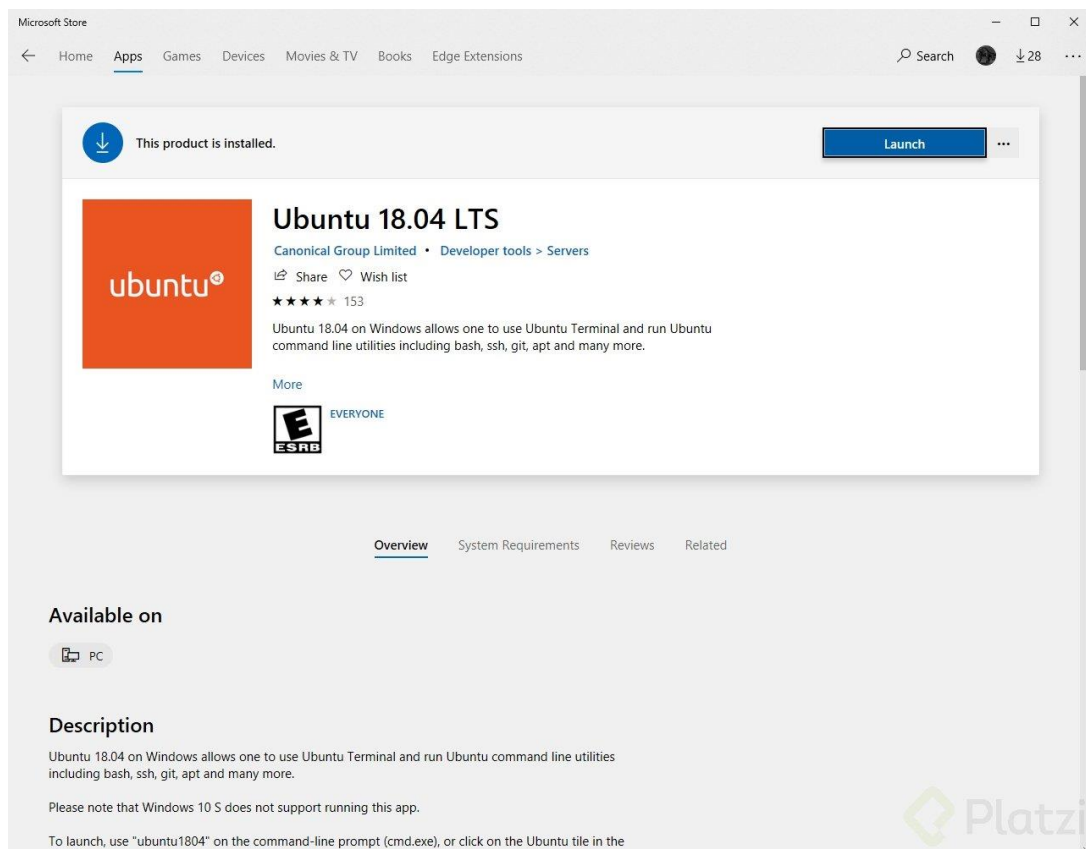 Microsoft Store
Home Apps Games Devices Movies & TV Books Edge Extensions Search 28
This product is installed.
Launch
ubuntu
Ubuntu 18.04 LTS
Canonical Group Limited • Developer tools > Servers
Share Wish list
153
Ubuntu 18.04 on Windows allows one to use Ubuntu Terminal and run Ubuntu
command line utilities including bash, ssh, git, apt and many more.
More
E
EVERYONE
ESRB
Overview System Requirements Reviews Related
Available on
PC
Description
Ubuntu 18.04 on Windows allows one to use Ubuntu Terminal and run Ubuntu command line utilities
including bash, ssh, git, apt and many more.
Please note that Windows 10 S does not support running this app.
To launch, use "ubuntu1804" on the command-line prompt (cmd.exe), or click on the Ubuntu tile in the
Platzi